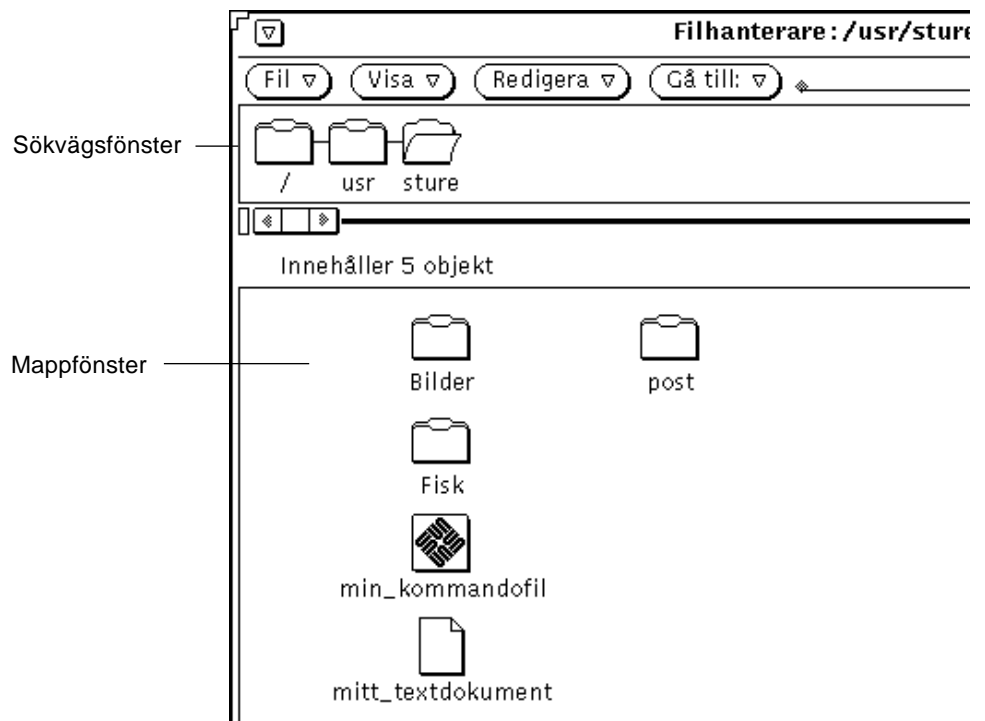 Filhanterare:/usr/sture
Fil Visa Redigera Gå till:
Sökvägsfönster
/ usr sture
Innehåller 5 objekt
Mappfönster
Bilder post
Fisk
min_kommandofil
mitt_textdokument